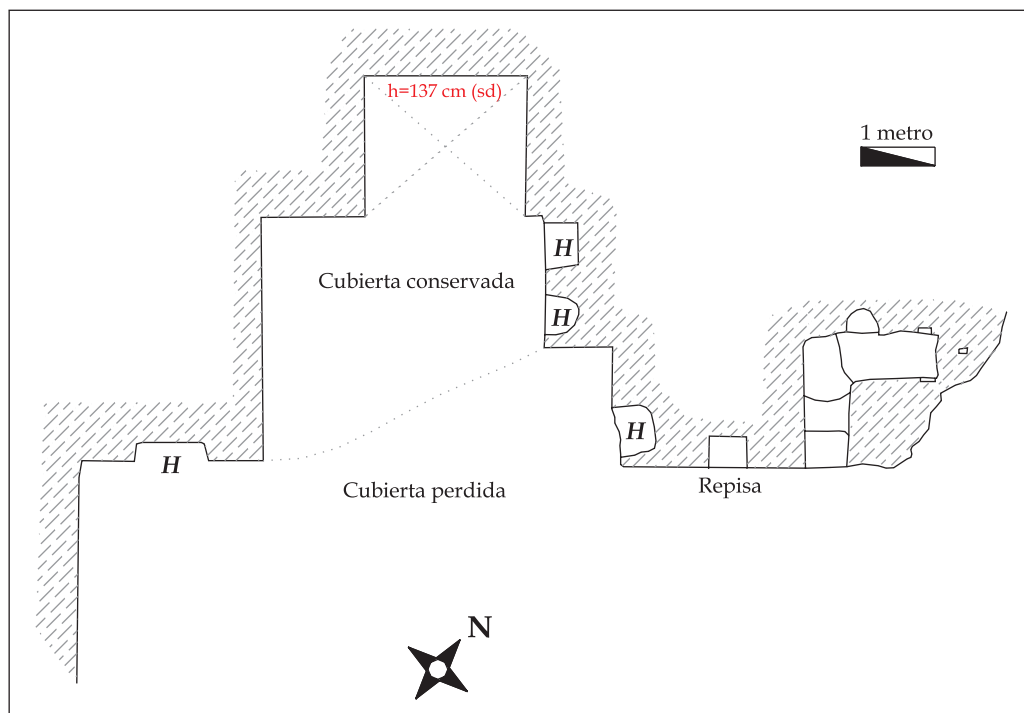 h=137 cm (sd)
1 metro
H
Cubierta conservada
H
H
H
Cubierta perdida
Repisa
N